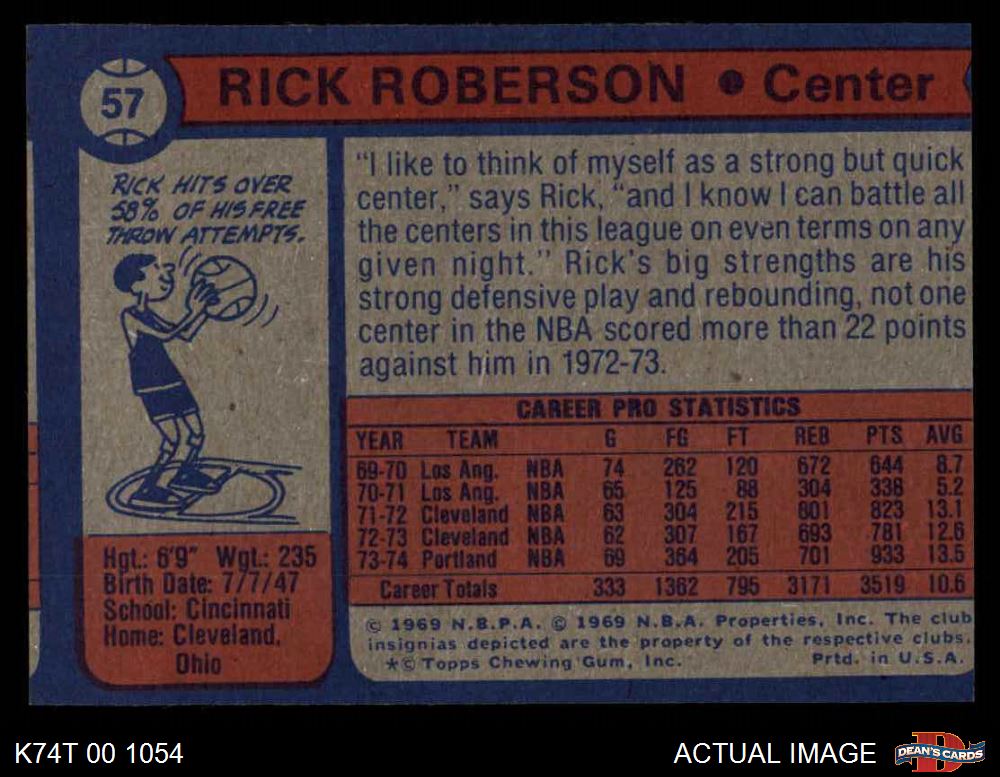 57
RICK ROBERSON • Center
RICK HITS OVER
58% OF HIS FREE
THROW ATTEMPTS.
"I like to think of myself as a strong but quick
center," says Rick, "and I know I can battle all
the centers in this league on even terms on any
given night." Rick's big strengths are his
strong defensive play and rebounding, not one
center in the NBA scored more than 22 points
against him in 1972-73.
CAREER PRO STATISTICS
YEAR TEAM G FG FT REB PTS AVG
69-70 Los Ang. NBA 74 262 120 672 644 8.7
70-71 Los Ang. NBA 65 125 88 304 338 5.2
71-72 Cleveland NBA 63 304 215 801 823 13.1
72-73 Cleveland NBA 62 307 167 693 781 12.6
73-74 Portland NBA 69 364 205 701 933 13.5
Career Totals 333 1362 795 3171 3519 10.6
Hgt.: 6'9" Wgt.: 235
Birth Date: 7/7/47
School: Cincinnati
Home: Cleveland,
Ohio
© 1969 N.B.P.A. © 1969 N.B.A. Properties, Inc. The club
insignias depicted are the property of the respective clubs.
*© Topps Chewing Gum, Inc. Prtd. in U.S.A.
K74T 00 1054
ACTUAL IMAGE
D
DEAN'S CARDS